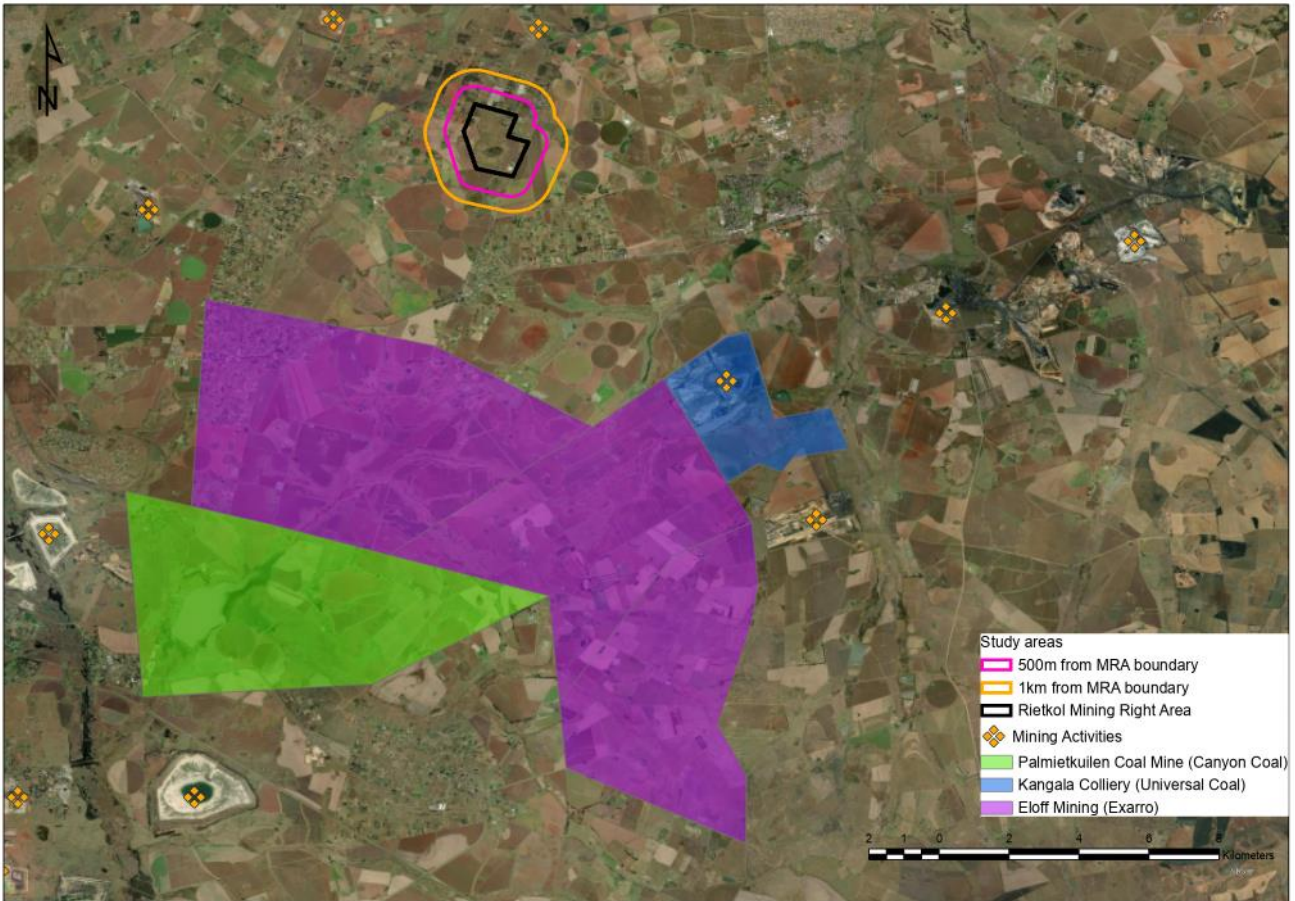 N
Study areas
500m from MRA boundary
1km from MRA boundary
Rietkol Mining Right Area
Mining Activities
Palmietkuilen Coal Mine (Canyon Coal)
Kangala Colliery (Universal Coal)
Eloff Mining (Exarro)
2 1 0 2 4 6 8
Kilometers